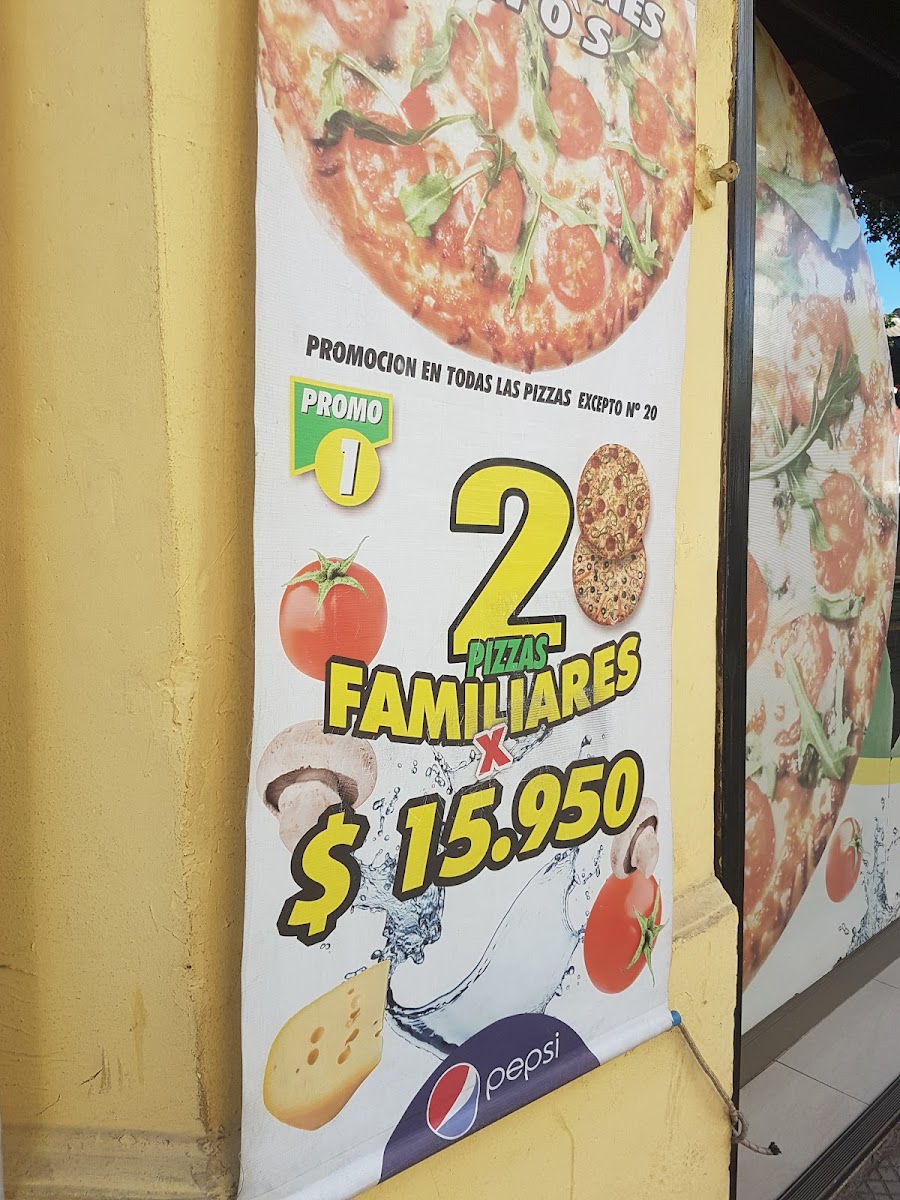 PROMOCION EN TODAS LAS PIZZAS EXCEPTO Nº 20
PROMO
1
2
PIZZAS
FAMILIARES
X
$ 15.950
pepsi